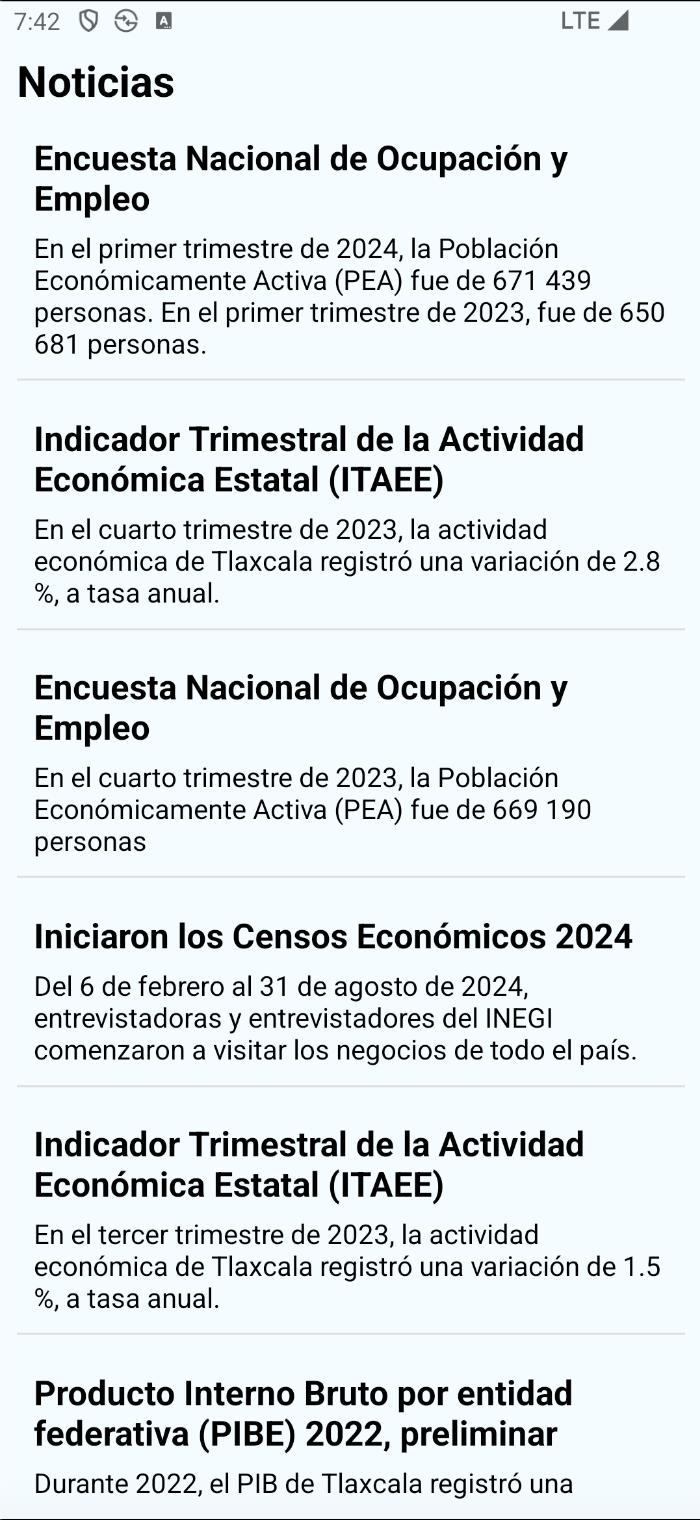 7:42 A LTE
Noticias
Encuesta Nacional de Ocupación y
Empleo
En el primer trimestre de 2024, la Población
Económicamente Activa (PEA) fue de 671 439
personas. En el primer trimestre de 2023, fue de 650
681 personas.
Indicador Trimestral de la Actividad
Económica Estatal (ITAEE)
En el cuarto trimestre de 2023, la actividad
económica de Tlaxcala registró una variación de 2.8
%, a tasa anual.
Encuesta Nacional de Ocupación y
Empleo
En el cuarto trimestre de 2023, la Población
Económicamente Activa (PEA) fue de 669 190
personas
Iniciaron los Censos Económicos 2024
Del 6 de febrero al 31 de agosto de 2024,
entrevistadoras y entrevistadores del INEGI
comenzaron a visitar los negocios de todo el país.
Indicador Trimestral de la Actividad
Económica Estatal (ITAEE)
En el tercer trimestre de 2023, la actividad
económica de Tlaxcala registró una variación de 1.5
%, a tasa anual.
Producto Interno Bruto por entidad
federativa (PIBE) 2022, preliminar
Durante 2022, el PIB de Tlaxcala registró una